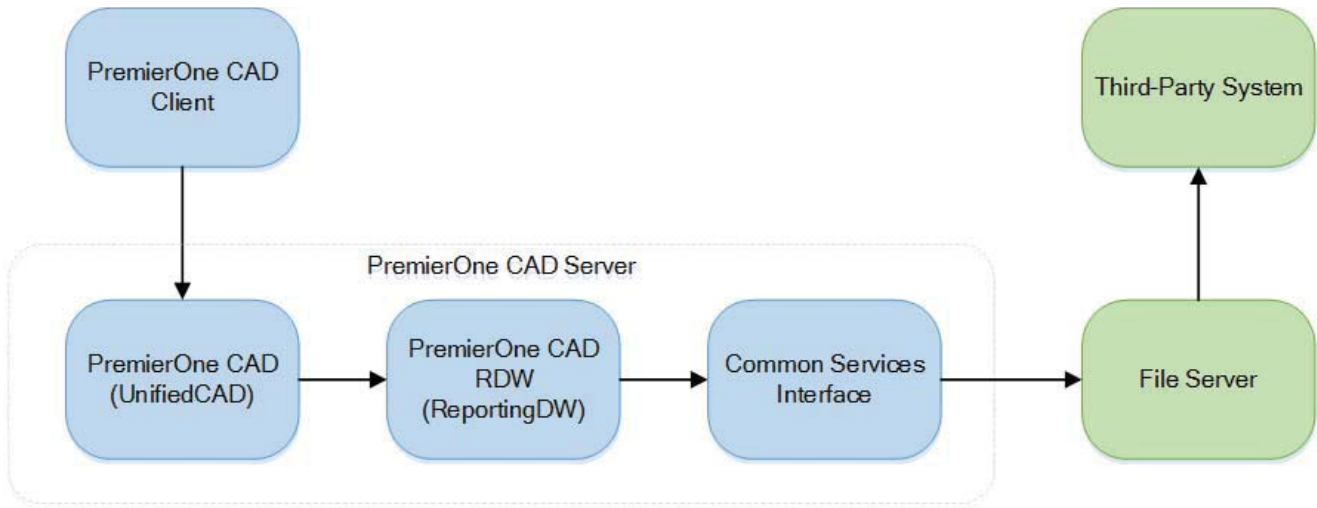 PremierOne CAD
Client
Third-Party System
PremierOne CAD Server
PremierOne CAD
(UnifiedCAD)
PremierOne CAD
RDW
(ReportingDW)
Common Services
Interface
File Server